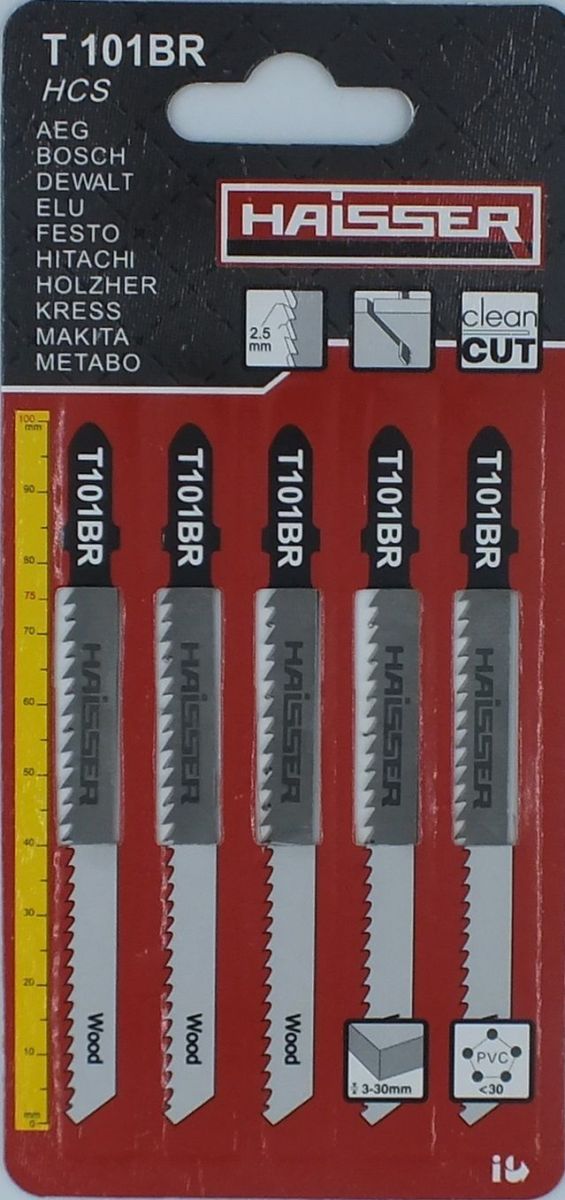 T 101BR
HCS
AEG
BOSCH
DEWALT
ELU
FESTO
HITACHI
HOLZHER
KRESS
MAKITA
METABO
HAISSER
2.5
mm
clean
CUT
100
mm
90
80
70
60
50
40
30
20
10
mm
0
T101BR
T101BR
T101BR
T101BR
T101BR
HAISSER
HAISSER
HAISSER
HAISSER
HAISSER
Wood
Wood
Wood
3-30mm
PVC
<30